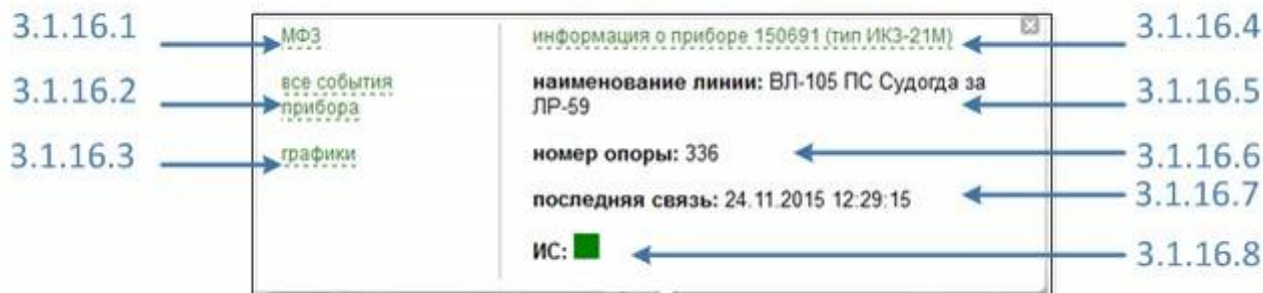 3.1.16.1
МФЗ
3.1.16.2
все события
прибора
3.1.16.3
графики
информация о приборе 150691 (тип ИКЗ-21М)
3.1.16.4
наименование линии: ВЛ-105 ПС Судогда за
ЛР-59
3.1.16.5
номер опоры: 336
3.1.16.6
последняя связь: 24.11.2015 12:29:15
3.1.16.7
ИС:
3.1.16.8